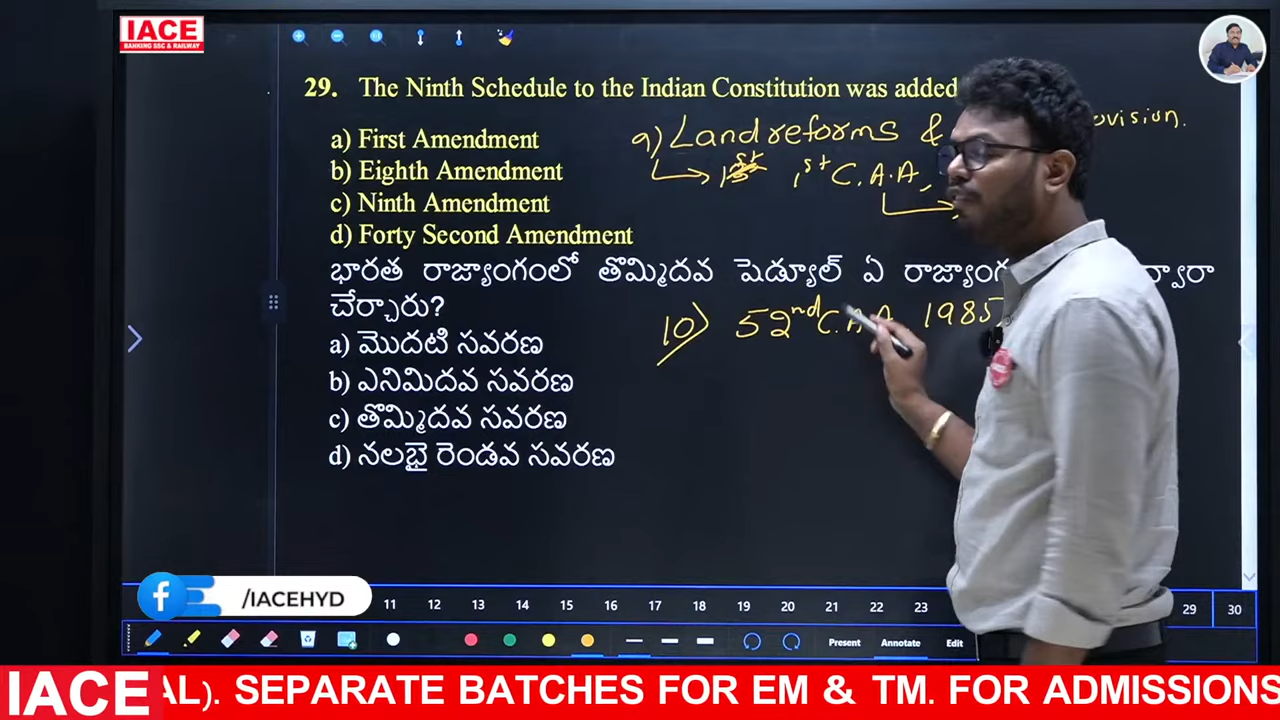 IACE
BANKING SSC & RAILWAY
29. The Ninth Schedule to the Indian Constitution was added
a) First Amendment
b) Eighth Amendment
c) Ninth Amendment
d) Forty Second Amendment
9) Land reforms &
1st C.A.A,
భారత రాజ్యాంగంలో తొమ్మిదవ షెడ్యూల్ ఏ
చేర్చారు?
a) మొదటి సవరణ
b) ఎనిమిదవ సవరణ
c) తొమ్మిదవ సవరణ
d) నలభై రెండవ సవరణ
10) 52nd C.A.A 1985
/IACEHYD
11 12 13 14 15 16 17 18 19 20 21 22 23 29 30
Present Annotate Edit
IACE AL). SEPARATE BATCHES FOR EM & TM. FOR ADMISSIONS